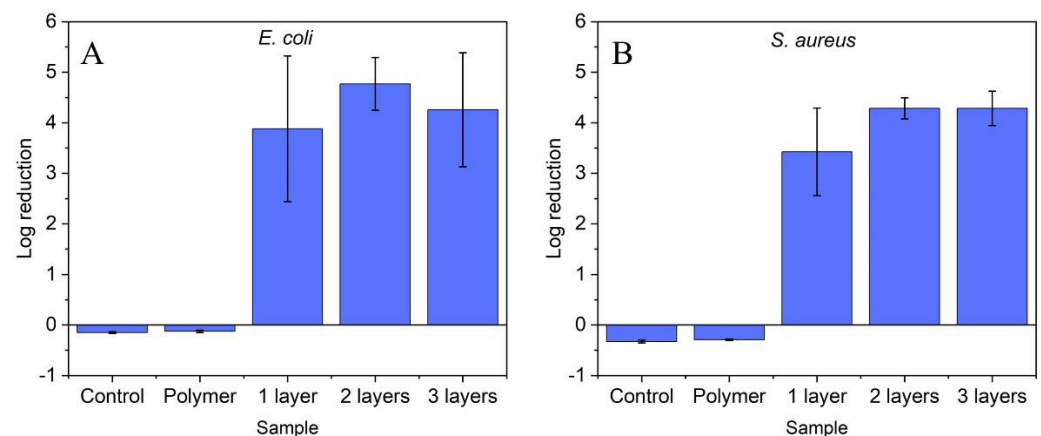 A
E. coli
Log reduction
6
5
4
3
2
1
0
-1
Control Polymer 1 layer 2 layers 3 layers
Sample
B
S. aureus
Log reduction
6
5
4
3
2
1
0
-1
Control Polymer 1 layer 2 layers 3 layers
Sample